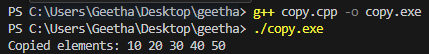 PS C:\Users\Geetha\Desktop\geetha> g++ copy.cpp -o copy.exe
PS C:\Users\Geetha\Desktop\geetha> ./copy.exe
Copied elements: 10 20 30 40 50